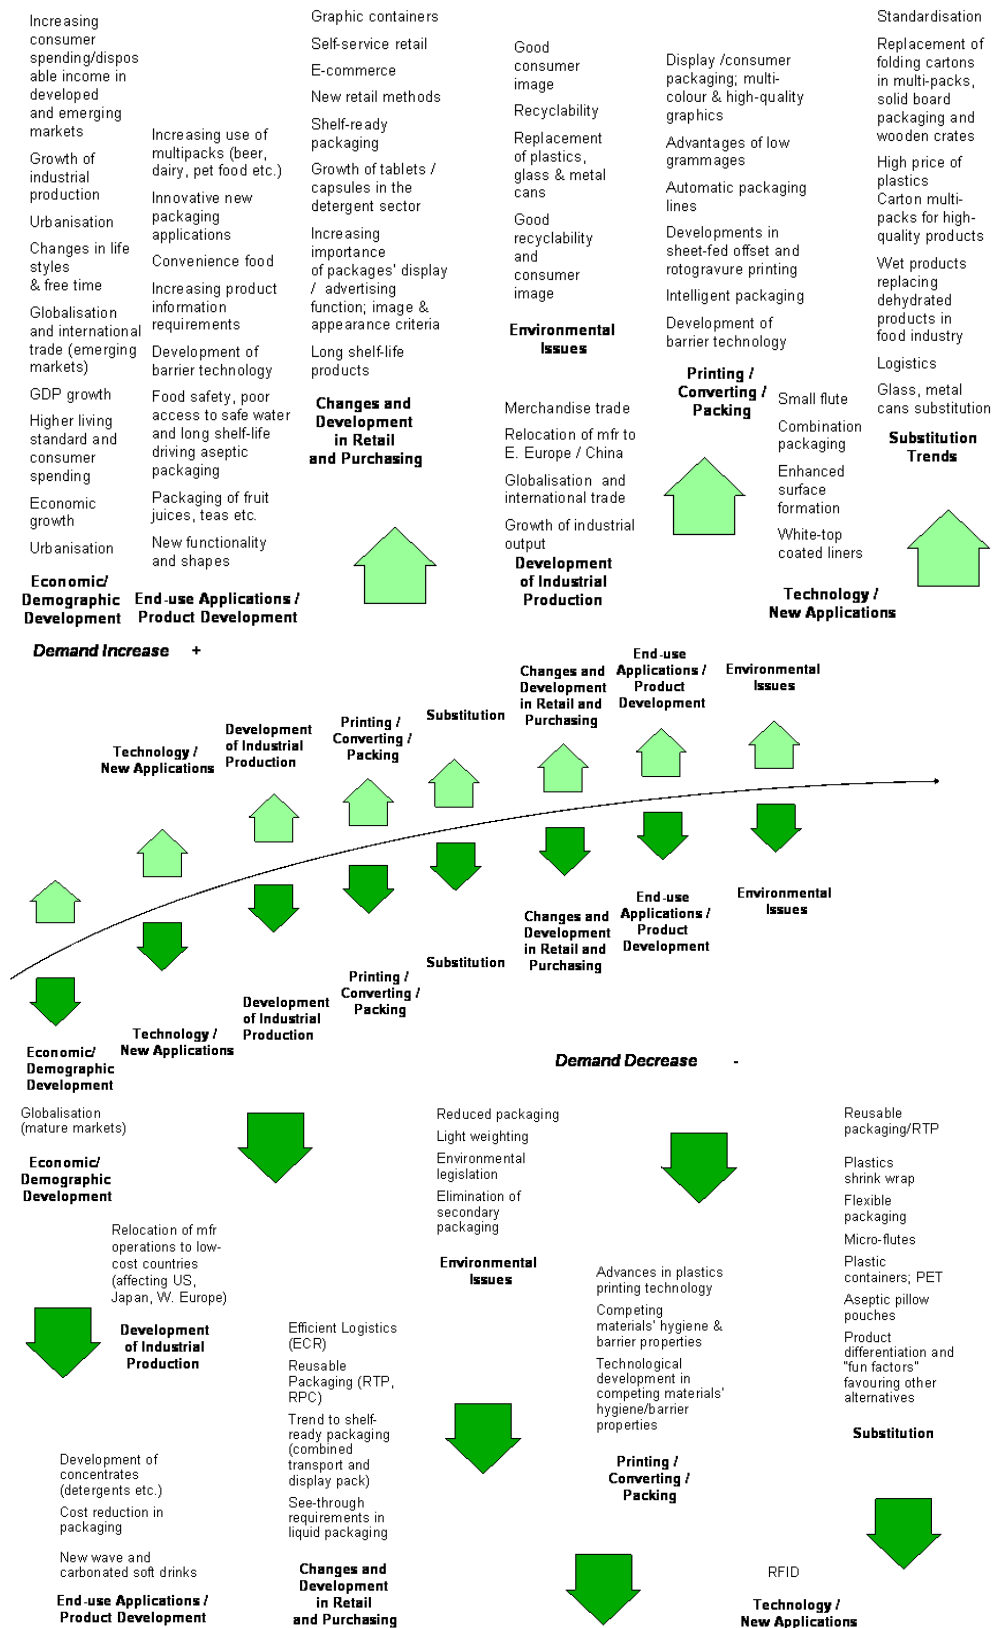 Increasing
consumer
spending/dispos
able income in
developed
and emerging
markets
Growth of
industrial
production
Urbanisation
Changes in life
styles
& free time
Globalisation
and international
trade (emerging
markets)
GDP growth
Higher living
standard and
consumer
spending
Economic
growth
Urbanisation
Economic/
Demographic
Development
Increasing use of
multipacks (beer,
dairy, pet food etc.)
Innovative new
packaging
applications
Convenience food
Increasing product
information
requirements
Development of
barrier technology
Food safety, poor
access to safe water
and long shelf-life
driving aseptic
packaging
Packaging of fruit
juices, teas etc.
New functionality
and shapes
End-use Applications /
Product Development
Graphic containers
Self-service retail
E-commerce
New retail methods
Shelf-ready
packaging
Growth of tablets /
capsules in the
detergent sector
Increasing
importance
of packages' display
/ advertising
function; image &
appearance criteria
Long shelf-life
products
Changes and
Development
in Retail
and Purchasing
Good
consumer
image
Recyclability
Replacement
of plastics,
glass & metal
cans
Good
recyclability
and
consumer
image
Environmental
Issues
Merchandise trade
Relocation of mfr to
E. Europe / China
Globalisation and
international trade
Growth of industrial
output
Development
of Industrial
Production
Display /consumer
packaging; multi-
colour & high-quality
graphics
Advantages of low
grammages
Automatic packaging
lines
Developments in
sheet-fed offset and
rotogravure printing
Intelligent packaging
Development of
barrier technology
Printing /
Converting /
Packing
Small flute
Combination
packaging
Enhanced
surface
formation
White-top
coated liners
Technology /
New Applications
Standardisation
Replacement of
folding cartons
in multi-packs,
solid board
packaging and
wooden crates
High price of
plastics
Carton multi-
packs for high-
quality products
Wet products
replacing
dehydrated
products in
food industry
Logistics
Glass, metal
cans substitution
Substitution
Trends
Demand Increase +
Technology /
New Applications
Development
of Industrial
Production
Printing /
Converting /
Packing
Substitution
Changes and
Development
in Retail and
Purchasing
End-use
Applications /
Product
Development
Environmental
Issues
Economic/
Demographic
Development
Technology /
New Applications
Development
of Industrial
Production
Printing /
Converting /
Packing
Substitution
Changes and
Development
in Retail and
Purchasing
End-use
Applications /
Product
Development
Environmental
Issues
Demand Decrease -
Globalisation
(mature markets)
Economic/
Demographic
Development
Relocation of mfr
operations to low-
cost countries
(affecting US,
Japan, W. Europe)
Development
of Industrial
Production
Development of
concentrates
(detergents etc.)
Cost reduction in
packaging
New wave and
carbonated soft drinks
End-use Applications /
Product Development
Efficient Logistics
(ECR)
Reusable
Packaging (RTP,
RPC)
Trend to shelf-
ready packaging
(combined
transport and
display pack)
See-through
requirements in
liquid packaging
Changes and
Development
in Retail
and Purchasing
Reduced packaging
Light weighting
Environmental
legislation
Elimination of
secondary
packaging
Environmental
Issues
Advances in plastics
printing technology
Competing
materials' hygiene &
barrier properties
Technological
development in
competing materials'
hygiene/barrier
properties
Printing /
Converting /
Packing
Reusable
packaging/RTP
Plastics
shrink wrap
Flexible
packaging
Micro-flutes
Plastic
containers; PET
Aseptic pillow
pouches
Product
differentiation and
"fun factors"
favouring other
alternatives
Substitution
RFID
Technology /
New Applications